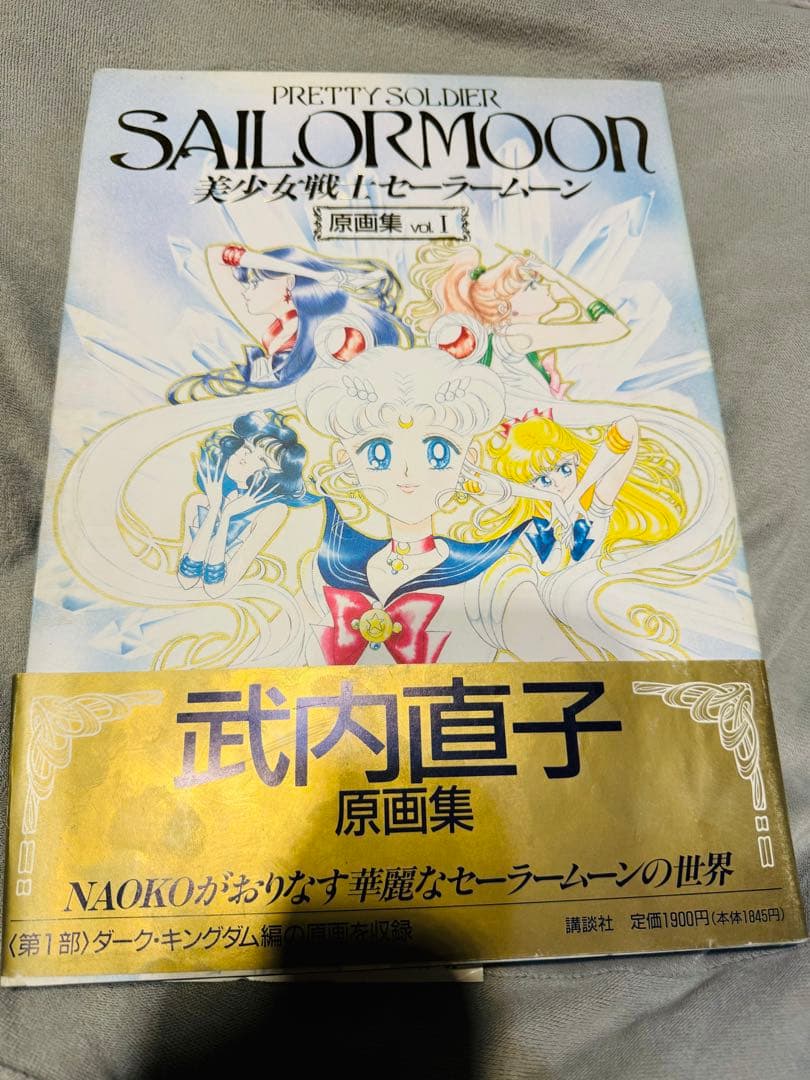 PRETTY SOLDIER
SAILORMOON
美少女戦士セーラームーン
原画集 vol. I
武内直子
原画集
NAOKOがおりなす華麗なセーラームーンの世界
〈第1部〉ダーク・キングダム編の原画を収録
講談社 定価1900円(本体1845円)